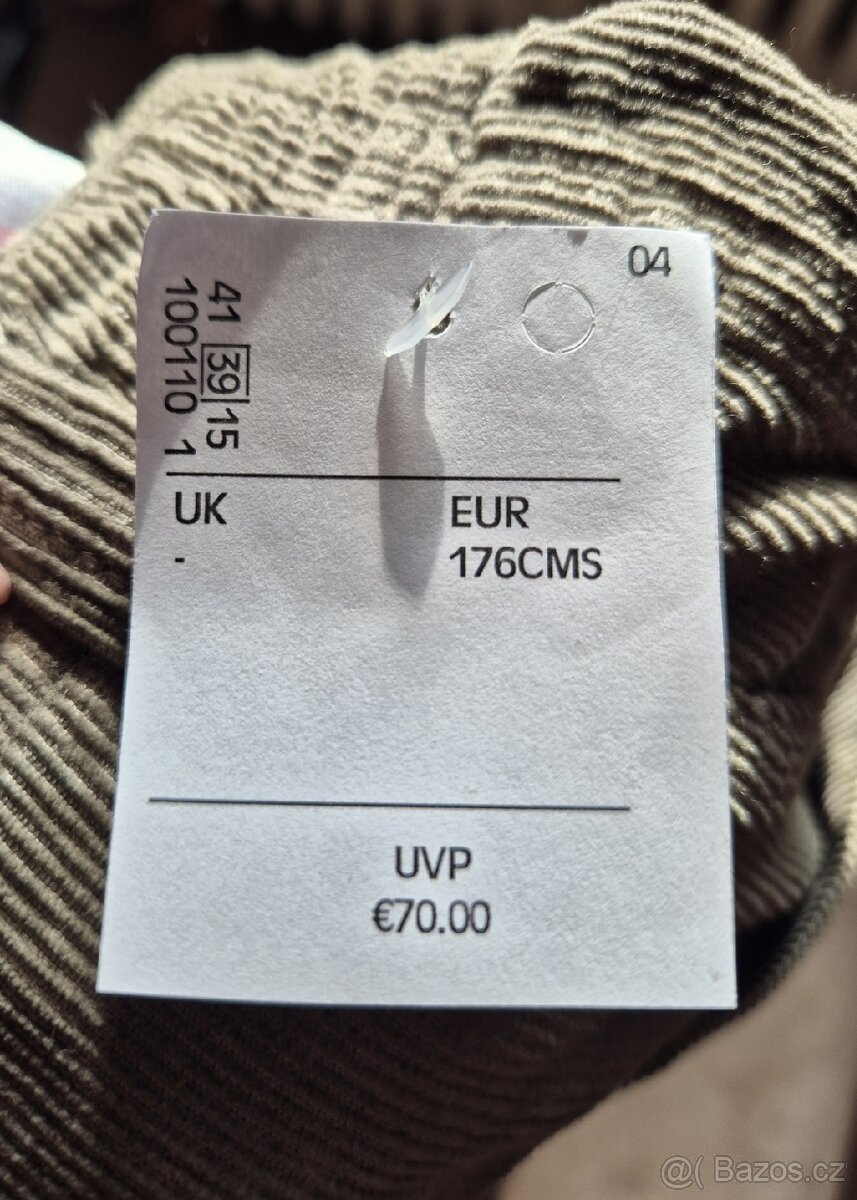 04
41 39 15
100110 1
UK EUR
- 176CMS
UVP
€70.00
@( Bazos.cz